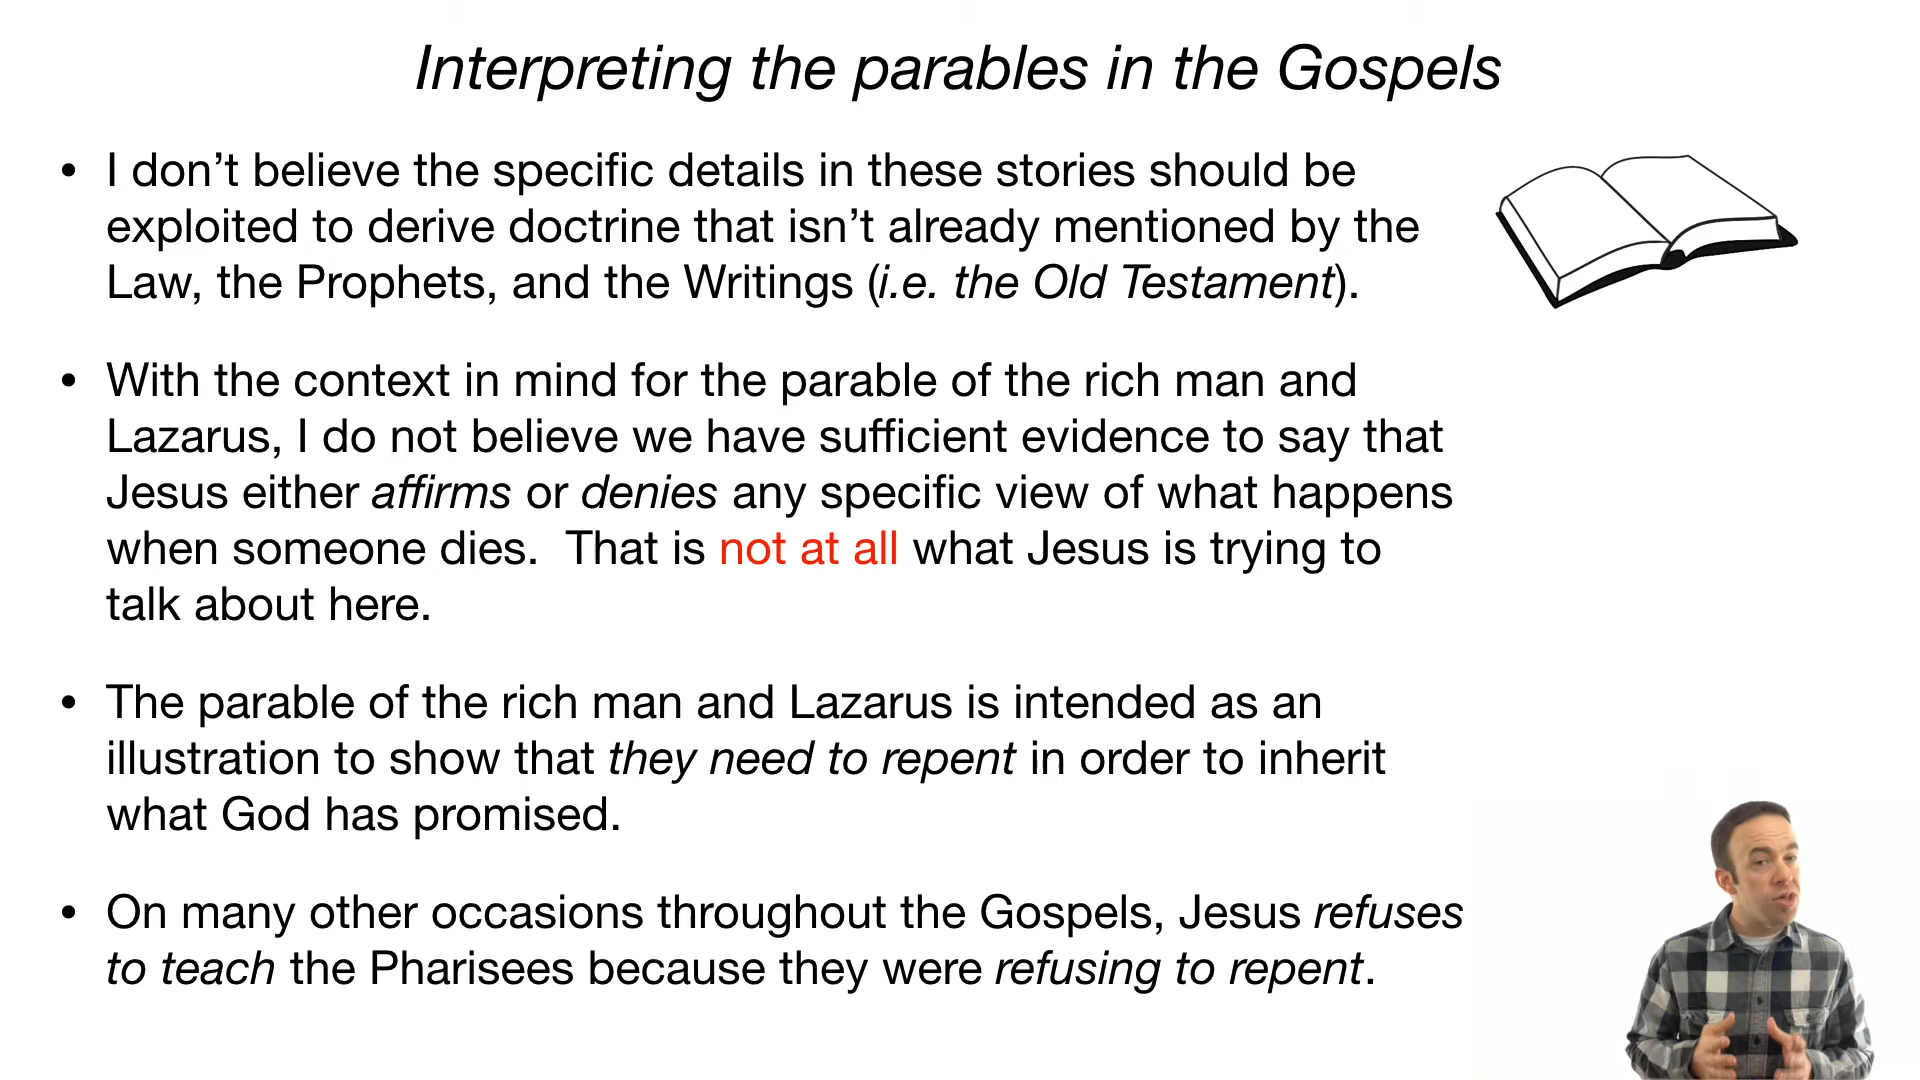 Interpreting the parables in the Gospels
• I don’t believe the specific details in these stories should be
exploited to derive doctrine that isn’t already mentioned by the
Law, the Prophets, and the Writings (i.e. the Old Testament).
• With the context in mind for the parable of the rich man and
Lazarus, I do not believe we have sufficient evidence to say that
Jesus either affirms or denies any specific view of what happens
when someone dies.  That is not at all what Jesus is trying to
talk about here.
• The parable of the rich man and Lazarus is intended as an
illustration to show that they need to repent in order to inherit
what God has promised.
• On many other occasions throughout the Gospels, Jesus refuses
to teach the Pharisees because they were refusing to repent.